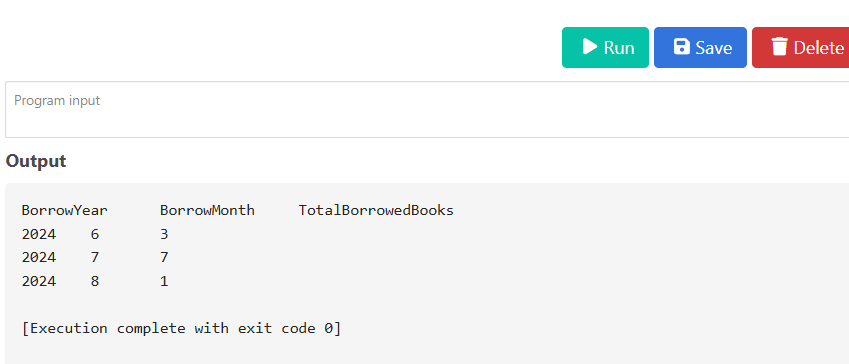 Run Save Delete
Program input
Output
BorrowYear BorrowMonth TotalBorrowedBooks
2024 6 3
2024 7 7
2024 8 1
[Execution complete with exit code 0]